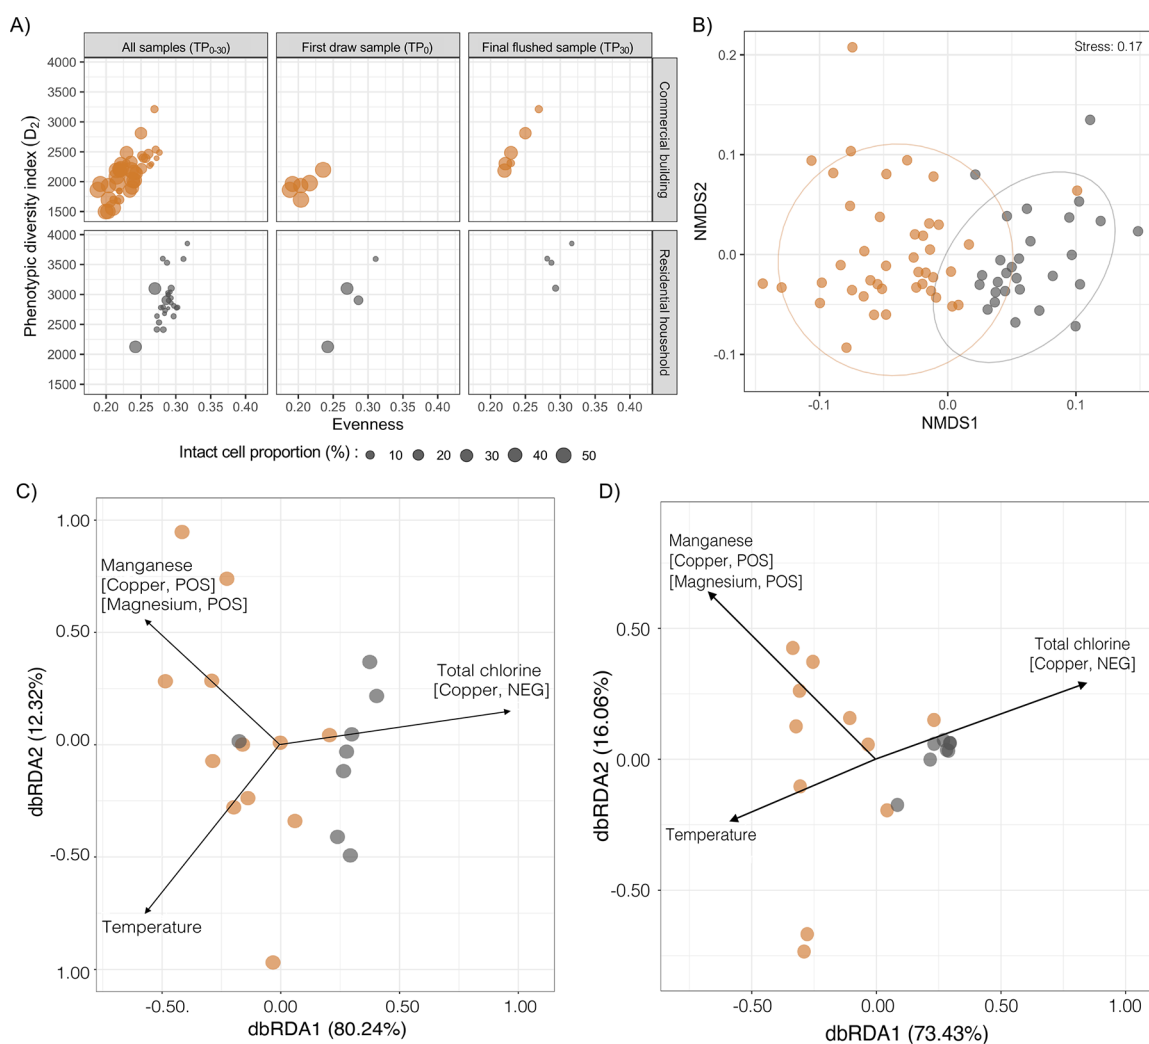 A)
All samples (TP0-30)
First draw sample (TP0)
Final flushed sample (TP30)
Phenotypic diversity index (D2)
4000
3500
3000
2500
2000
1500
Commercial building
4000
3500
3000
2500
2000
1500
Residential household
0.20 0.25 0.30 0.35 0.40
0.20 0.25 0.30 0.35 0.40
0.20 0.25 0.30 0.35 0.40
Evenness
Intact cell proportion (%) : 10 20 30 40 50
B)
Stress: 0.17
NMDS2
0.2
0.1
0.0
-0.1
-0.1 0.0 0.1
NMDS1
C)
dbRDA2 (12.32%)
1.00
0.50
0.00
-0.50
1.00
Manganese
[Copper, POS]
[Magnesium, POS]
Total chlorine
[Copper, NEG]
Temperature
-0.50. 0.00 0.50 1.00
dbRDA1 (80.24%)
D)
dbRDA2 (16.06%)
0.50
0.00
-0.50
Manganese
[Copper, POS]
[Magnesium, POS]
Total chlorine
[Copper, NEG]
Temperature
-0.50 0.00 0.50 1.00
dbRDA1 (73.43%)